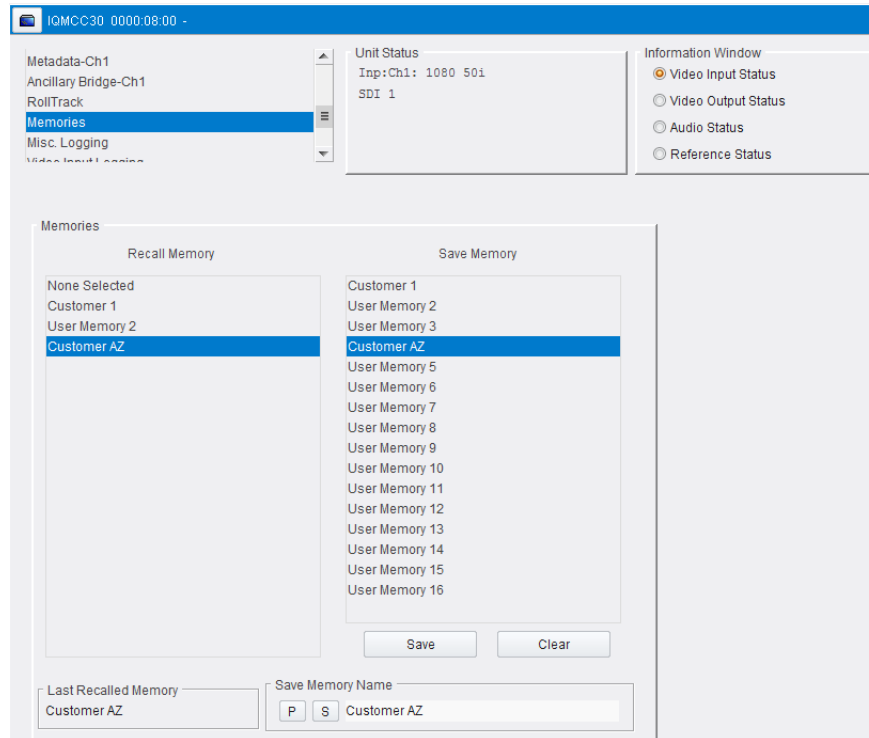 IQMCC30 0000:08:00 -
Metadata-Ch1
Ancillary Bridge-Ch1
RollTrack
Memories
Misc. Logging
Video Input Logging
Unit Status
Inp:Ch1: 1080 50i
SDI 1
Information Window
Video Input Status
Video Output Status
Audio Status
Reference Status
Memories
Recall Memory
None Selected
Customer 1
User Memory 2
Customer AZ
Save Memory
Customer 1
User Memory 2
User Memory 3
Customer AZ
User Memory 5
User Memory 6
User Memory 7
User Memory 8
User Memory 9
User Memory 10
User Memory 11
User Memory 12
User Memory 13
User Memory 14
User Memory 15
User Memory 16
Save Clear
Last Recalled Memory
Customer AZ
Save Memory Name
P S Customer AZ